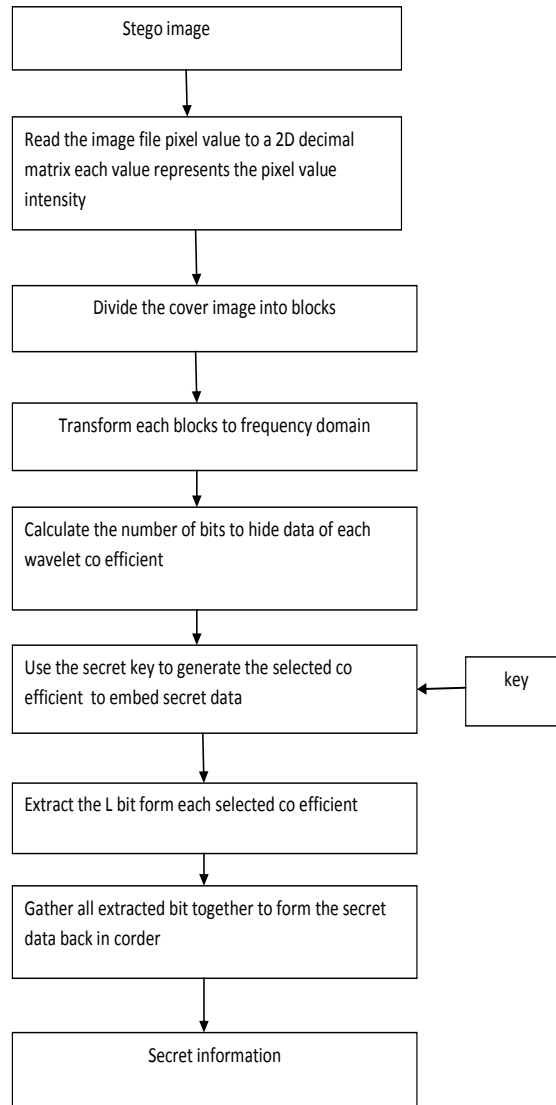 Stego image
Read the image file pixel value to a 2D decimal
matrix each value represents the pixel value
intensity
Divide the cover image into blocks
Transform each blocks to frequency domain
Calculate the number of bits to hide data of each
wavelet co efficient
Use the secret key to generate the selected co
efficient to embed secret data
key
Extract the L bit form each selected co efficient
Gather all extracted bit together to form the secret
data back in corder
Secret information